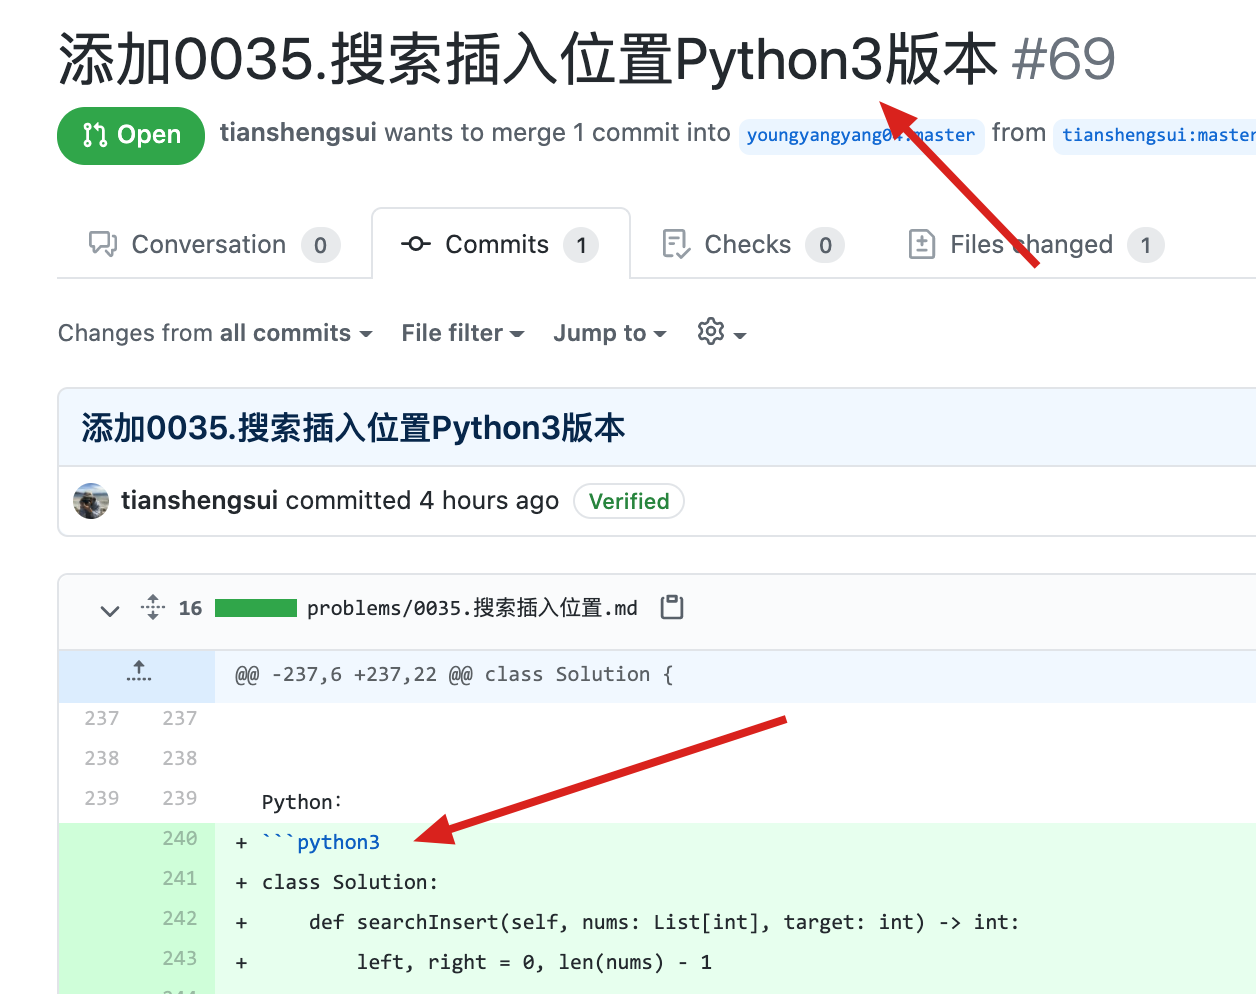 添加0035.搜索插入位置Python3版本 #69
Open tianshengsui wants to merge 1 commit into youngyangyang04:master from tianshengsui:master
Conversation 0 Commits 1 Checks 0 Files changed 1
Changes from all commits File filter Jump to
添加0035.搜索插入位置Python3版本
tianshengsui committed 4 hours ago Verified
16 problems/0035.搜索插入位置.md
@@ -237,6 +237,22 @@ class Solution {
237 237
238 238
239 239 Python：
240 + ```python3
241 + class Solution:
242 + def searchInsert(self, nums: List[int], target: int) -> int:
243 + left, right = 0, len(nums) - 1